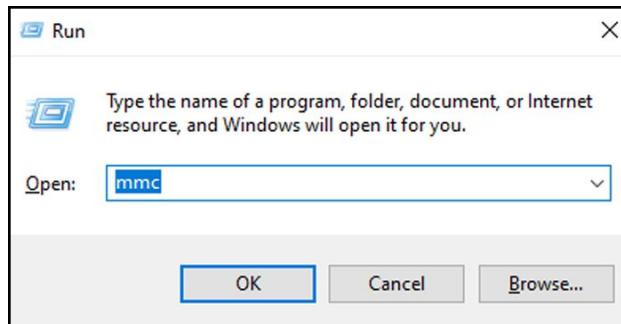 Run
Type the name of a program, folder, document, or Internet
resource, and Windows will open it for you.
Open:
mmc
OK
Cancel
Browse...